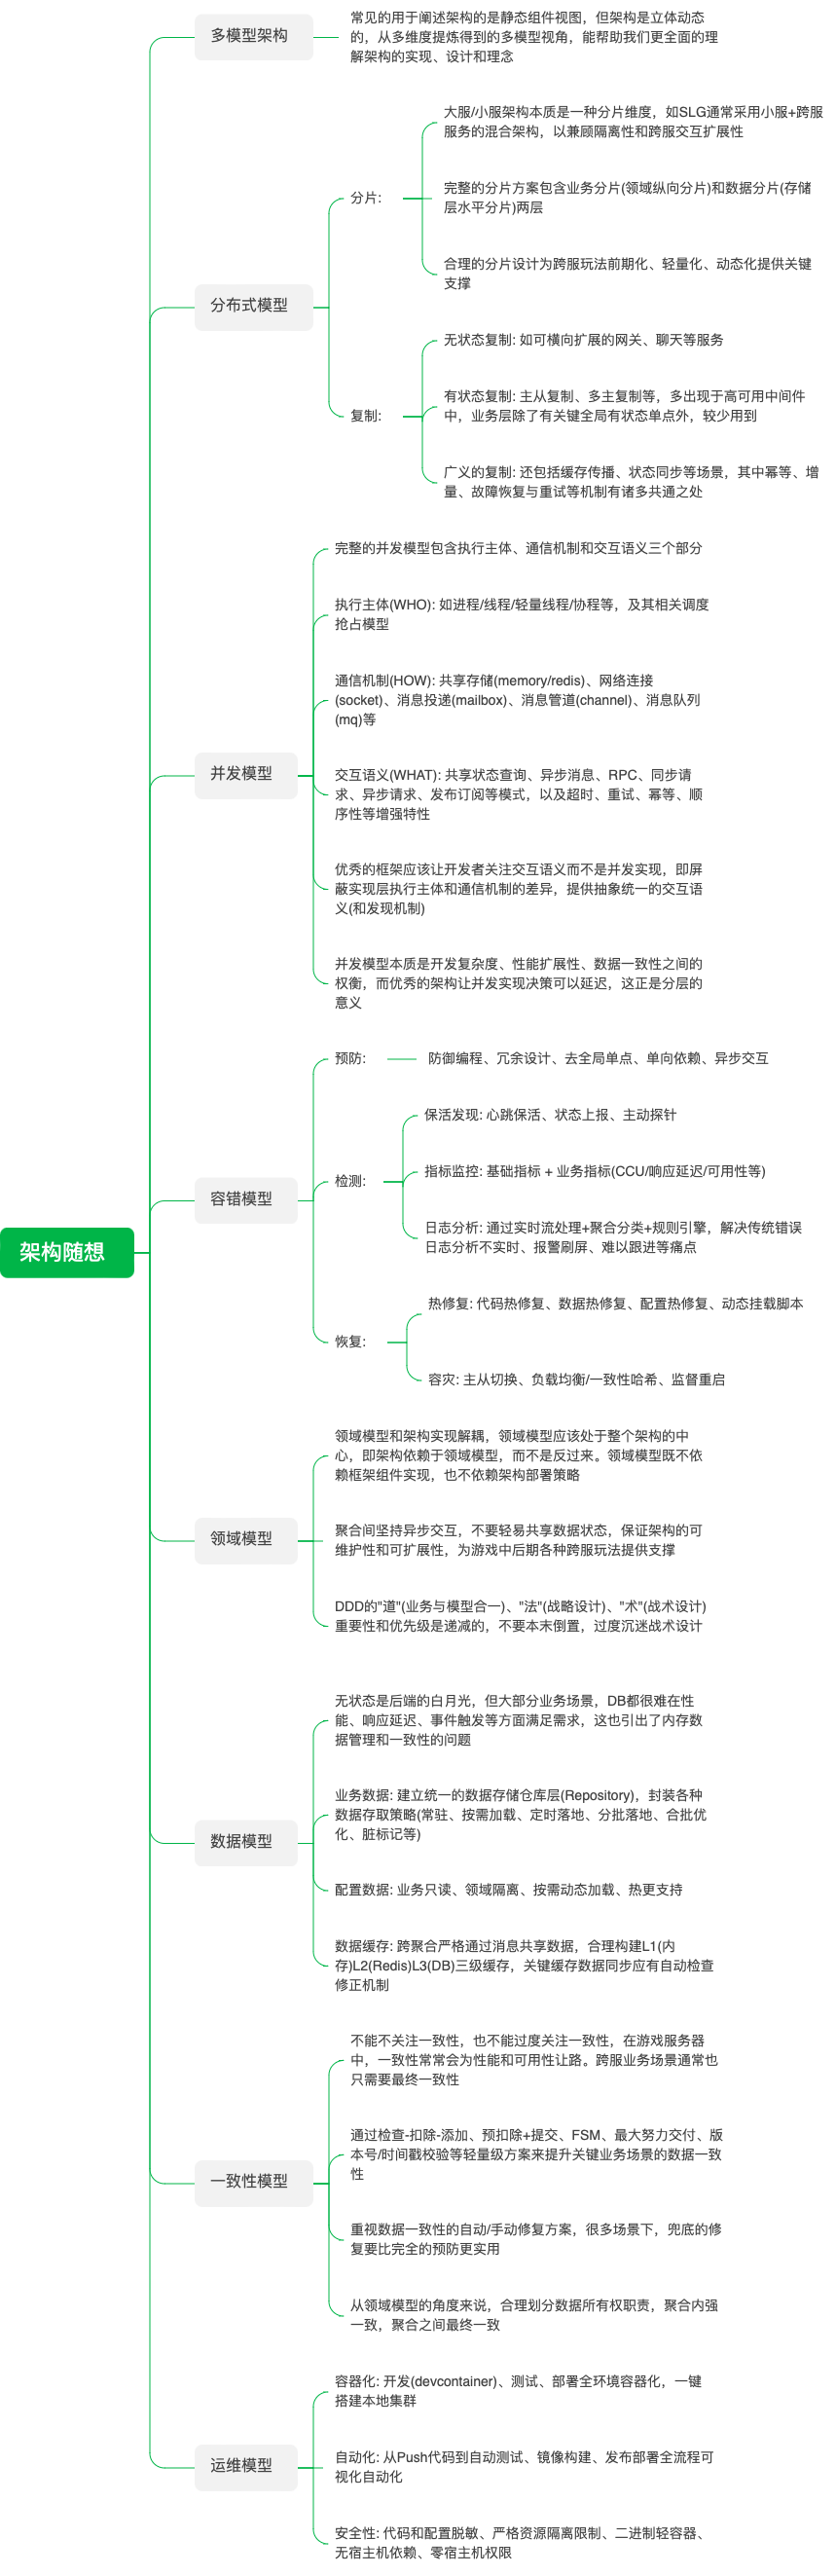 多模型架构
常见的用于阐述架构的是静态组件视图，但架构是立体动态
的，从多维度提炼得到的多模型视角，能帮助我们更全面的理
解架构的实现、设计和理念
分布式模型
分片:
大服/小服架构本质是一种分片维度，如SLG通常采用小服+跨服
服务的混合架构，以兼顾隔离性和跨服交互扩展性
完整的分片方案包含业务分片(领域纵向分片)和数据分片(存储
层水平分片)两层
合理的分片设计为跨服玩法前期化、轻量化、动态化提供关键
支撑
复制:
无状态复制: 如可横向扩展的网关、聊天等服务
有状态复制: 主从复制、多主复制等，多出现于高可用中间件
中，业务层除了有关键全局有状态单点外，较少用到
广义的复制: 还包括缓存传播、状态同步等场景，其中幂等、增
量、故障恢复与重试等机制有诸多共通之处
并发模型
完整的并发模型包含执行主体、通信机制和交互语义三个部分
执行主体(WHO): 如进程/线程/轻量线程/协程等，及其相关调度
抢占模型
通信机制(HOW): 共享存储(memory/redis)、网络连接
(socket)、消息投递(mailbox)、消息管道(channel)、消息队列
(mq)等
交互语义(WHAT): 共享状态查询、异步消息、RPC、同步请
求、异步请求、发布订阅等模式，以及超时、重试、幂等、顺
序性等增强特性
优秀的框架应该让开发者关注交互语义而不是并发实现，即屏
蔽实现层执行主体和通信机制的差异，提供抽象统一的交互语
义(和发现机制)
并发模型本质是开发复杂度、性能扩展性、数据一致性之间的
权衡，而优秀的架构让并发实现决策可以延迟，这正是分层的
意义
容错模型
预防:
防御编程、冗余设计、去全局单点、单向依赖、异步交互
检测:
保活发现: 心跳保活、状态上报、主动探针
指标监控: 基础指标 + 业务指标(CCU/响应延迟/可用性等)
日志分析: 通过实时流处理+聚合分类+规则引擎，解决传统错误
日志分析不实时、报警刷屏、难以跟进等痛点
恢复:
热修复: 代码热修复、数据热修复、配置热修复、动态挂载脚本
容灾: 主从切换、负载均衡/一致性哈希、监督重启
架构随想
领域模型
领域模型和架构实现解耦，领域模型应该处于整个架构的中
心，即架构依赖于领域模型，而不是反过来。领域模型既不依
赖框架组件实现，也不依赖架构部署策略
聚合间坚持异步交互，不要轻易共享数据状态，保证架构的可
维护性和可扩展性，为游戏中后期各种跨服玩法提供支撑
DDD的"道"(业务与模型合一)、"法"(战略设计)、"术"(战术设计)
重要性和优先级是递减的，不要本末倒置，过度沉迷战术设计
数据模型
无状态是后端的白月光，但大部分业务场景，DB都很难在性
能、响应延迟、事件触发等方面满足需求，这也引出了内存数
据管理和一致性的问题
业务数据: 建立统一的数据存储仓库层(Repository)，封装各种
数据存取策略(常驻、按需加载、定时落地、分批落地、合批优
化、脏标记等)
配置数据: 业务只读、领域隔离、按需动态加载、热更支持
数据缓存: 跨聚合严格通过消息共享数据，合理构建L1(内
存)L2(Redis)L3(DB)三级缓存，关键缓存数据同步应有自动检查
修正机制
一致性模型
不能不关注一致性，也不能过度关注一致性，在游戏服务器
中，一致性常常会为性能和可用性让路。跨服业务场景通常也
只需要最终一致性
通过检查-扣除-添加、预扣除+提交、FSM、最大努力交付、版
本号/时间戳校验等轻量级方案来提升关键业务场景的数据一致
性
重视数据一致性的自动/手动修复方案，很多场景下，兜底的修
复要比完全的预防更实用
从领域模型的角度来说，合理划分数据所有权职责，聚合内强
一致，聚合之间最终一致
运维模型
容器化: 开发(devcontainer)、测试、部署全环境容器化，一键
搭建本地集群
自动化: 从Push代码到自动测试、镜像构建、发布部署全流程可
视化自动化
安全性: 代码和配置脱敏、严格资源隔离限制、二进制轻容器、
无宿主机依赖、零宿主机权限